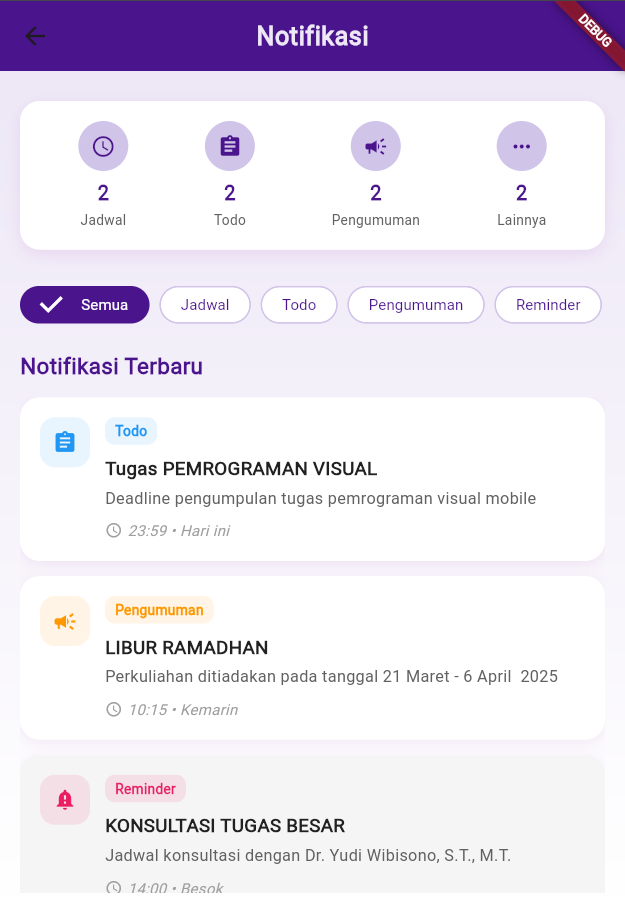 Notifikasi
DEBUG
2 2 2 2
Jadwal Todo Pengumuman Lainnya
Semua Jadwal Todo Pengumuman Reminder
Notifikasi Terbaru
Todo
Tugas PEMROGRAMAN VISUAL
Deadline pengumpulan tugas pemrograman visual mobile
23:59 • Hari ini
Pengumuman
LIBUR RAMADHAN
Perkuliahan ditiadakan pada tanggal 21 Maret - 6 April  2025
10:15 • Kemarin
Reminder
KONSULTASI TUGAS BESAR
Jadwal konsultasi dengan Dr. Yudi Wibisono, S.T., M.T.
14:00 • Besok